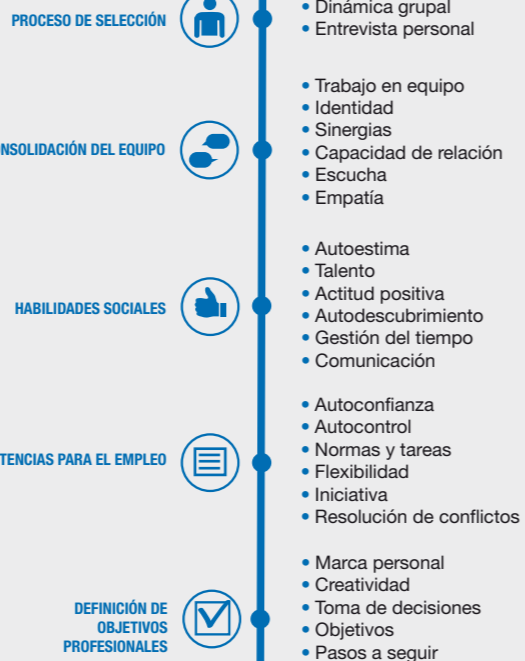 PROCESO DE SELECCIÓN
• Dinámica grupal
• Entrevista personal
NSOLIDACIÓN DEL EQUIPO
• Trabajo en equipo
• Identidad
• Sinergias
• Capacidad de relación
• Escucha
• Empatía
HABILIDADES SOCIALES
• Autoestima
• Talento
• Actitud positiva
• Autodescubrimiento
• Gestión del tiempo
• Comunicación
TENCIAS PARA EL EMPLEO
• Autoconfianza
• Autocontrol
• Normas y tareas
• Flexibilidad
• Iniciativa
• Resolución de conflictos
DEFINICIÓN DE
OBJETIVOS
PROFESIONALES
• Marca personal
• Creatividad
• Toma de decisiones
• Objetivos
• Pasos a seguir